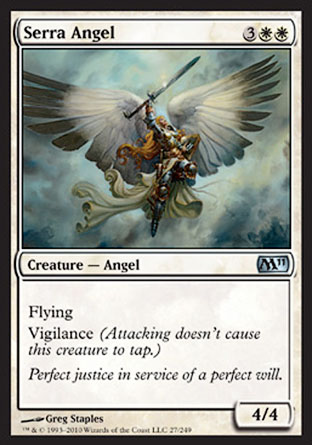 Serra Angel 3
Creature — Angel M11
Flying
Vigilance (Attacking doesn't cause
this creature to tap.)
Perfect justice in service of a perfect will.
Greg Staples
™ & © 1993–2010 Wizards of the Coast LLC 27/249
4/4